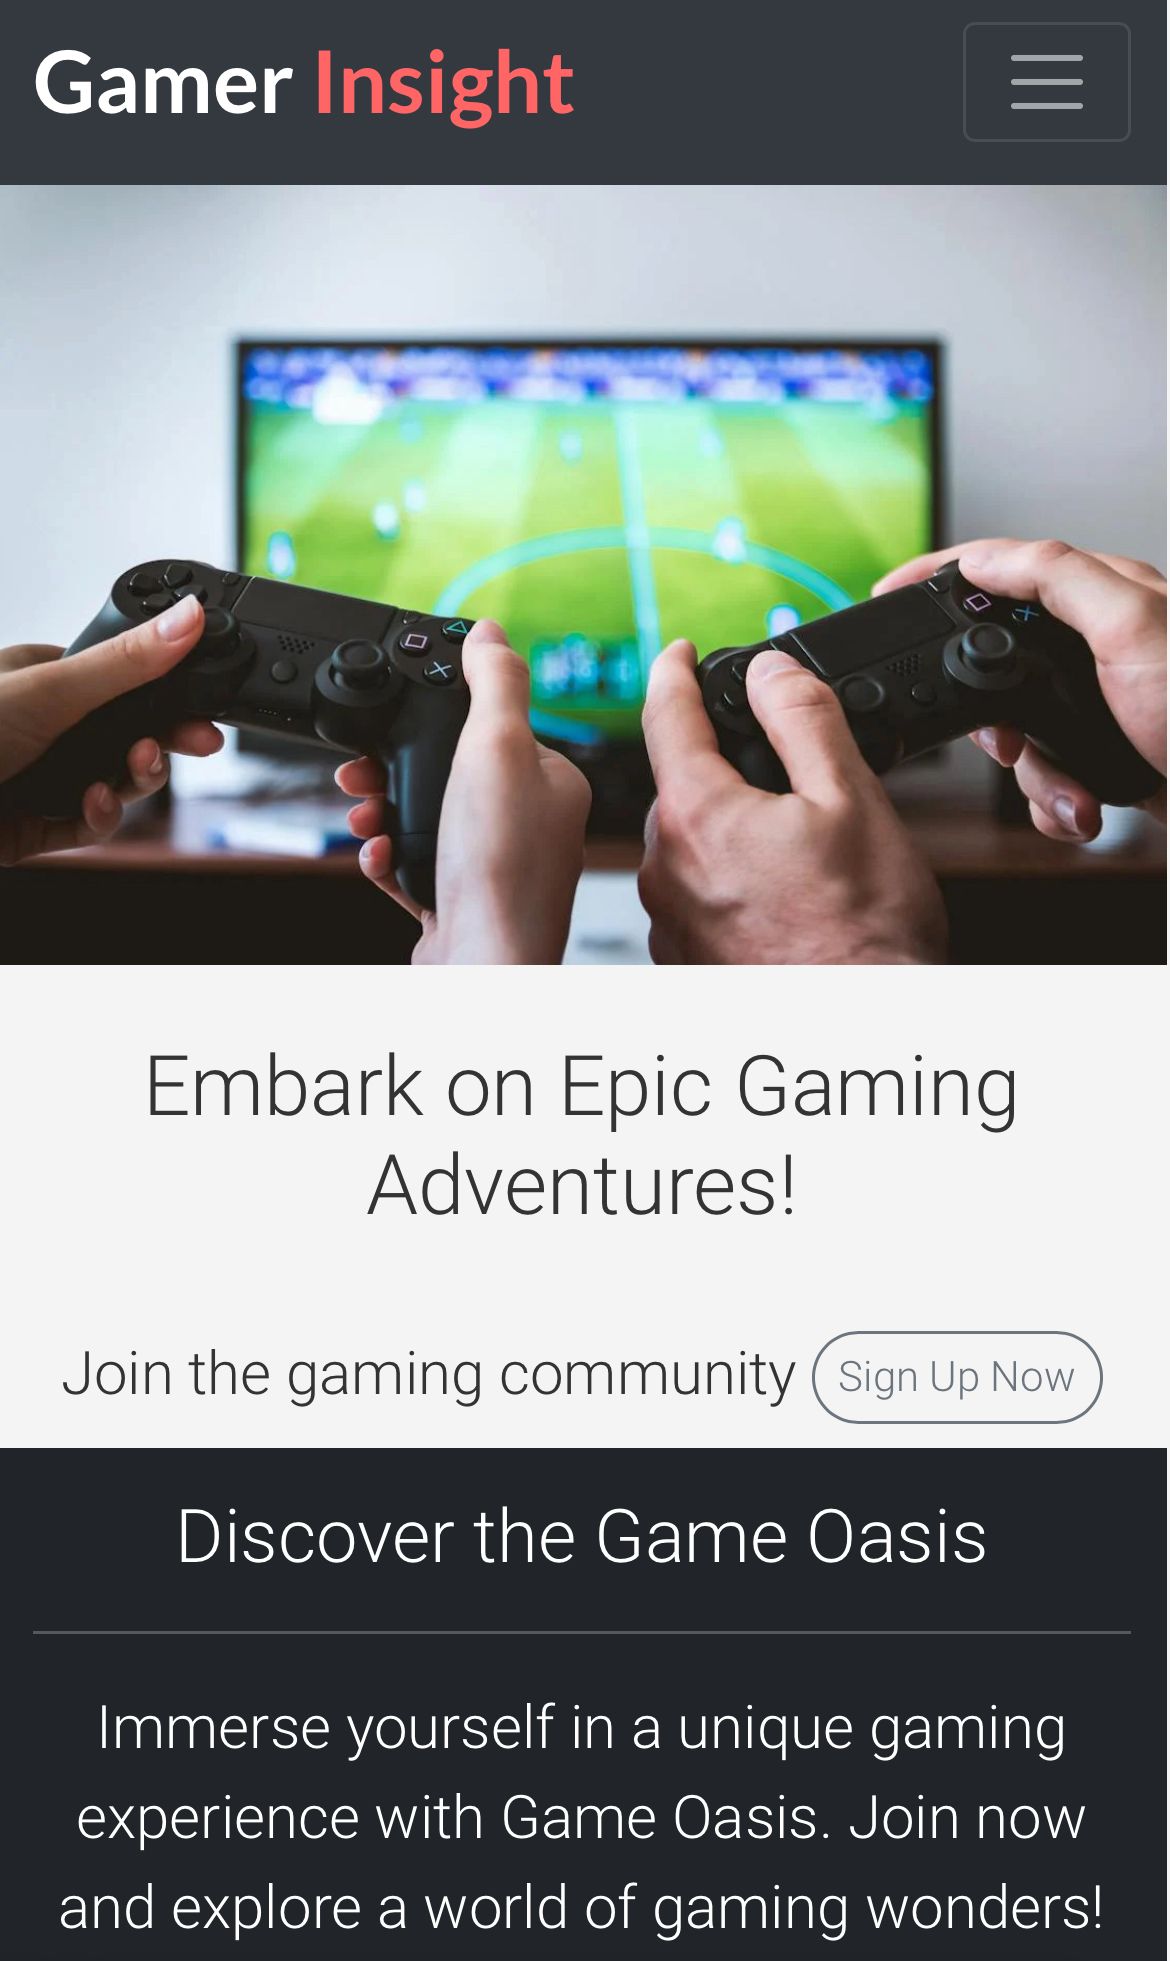 Gamer Insight
Embark on Epic Gaming
Adventures!
Join the gaming community Sign Up Now
Discover the Game Oasis
Immerse yourself in a unique gaming
experience with Game Oasis. Join now
and explore a world of gaming wonders!